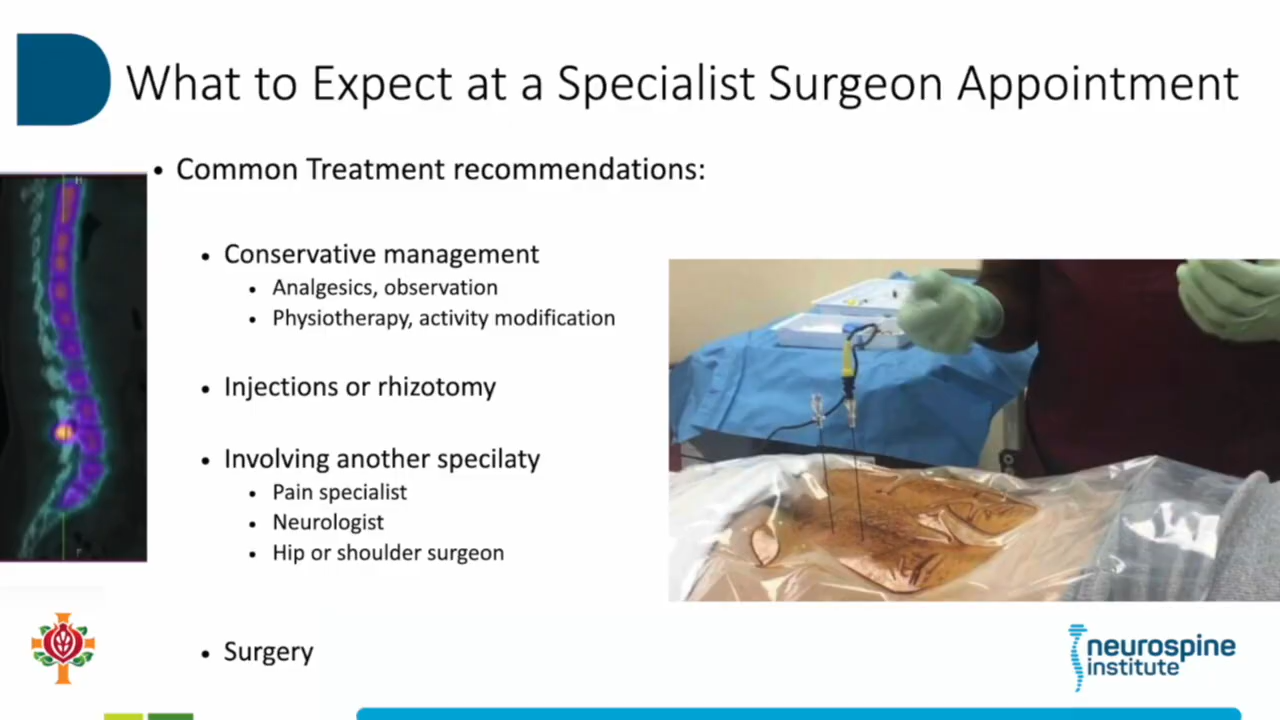 What to Expect at a Specialist Surgeon Appointment
• Common Treatment recommendations:
• Conservative management
• Analgesics, observation
• Physiotherapy, activity modification
• Injections or rhizotomy
• Involving another specilaty
• Pain specialist
• Neurologist
• Hip or shoulder surgeon
• Surgery
neurospine
institute